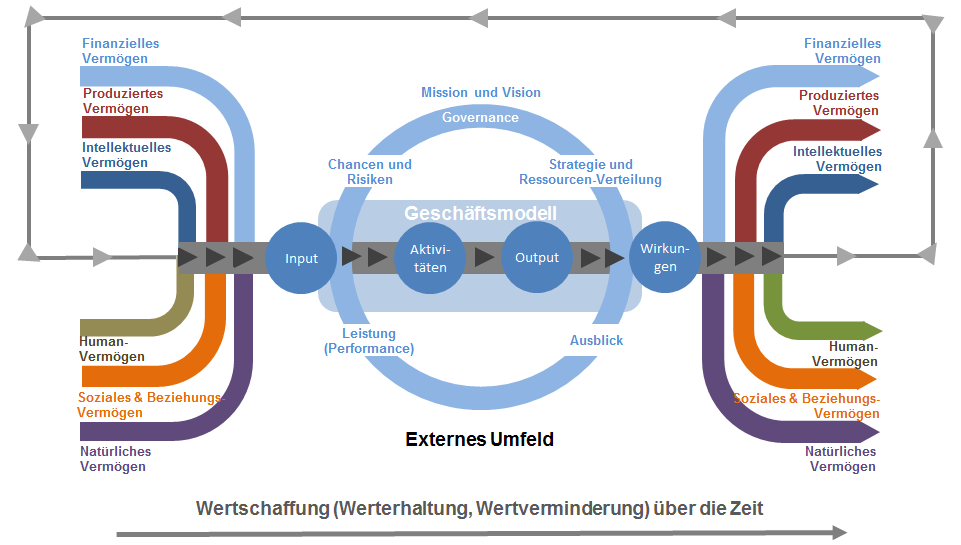 Finanzielles
Vermögen
Produziertes
Vermögen
Intellektuelles
Vermögen
Human-
Vermögen
Soziales & Beziehungs-
Vermögen
Natürliches
Vermögen
Mission und Vision
Governance
Chancen und
Risiken
Strategie und
Ressourcen-Verteilung
Geschäftsmodell
Input
Aktivi-
täten
Output
Wirkun-
gen
Leistung
(Performance)
Ausblick
Externes Umfeld
Finanzielles
Vermögen
Produziertes
Vermögen
Intellektuelles
Vermögen
Human-
Vermögen
Soziales & Beziehungs-
Vermögen
Natürliches
Vermögen
Wertschaffung (Werterhaltung, Wertverminderung) über die Zeit